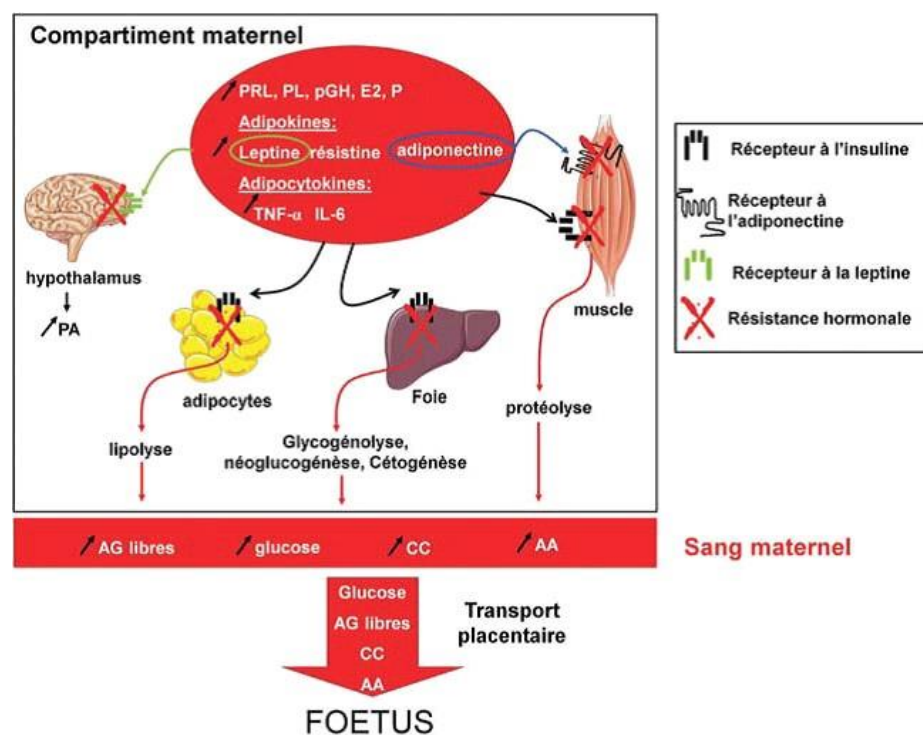 Compartiment maternel
PRL, PL, pGH, E2, P
Adipokines:
Leptine résistine adiponectine
Adipocytokines:
TNF-α IL-6
hypothalamus
PA
adipocytes
Foie
muscle
lipolyse
Glycogénolyse,
néoglucogénèse, Cétogénèse
protéolyse
Récepteur à l'insuline
Récepteur à
l'adiponectine
Récepteur à la leptine
Résistance hormonale
AG libres glucose CC AA
Sang maternel
Glucose
AG libres
CC
AA
Transport
placentaire
FOETUS